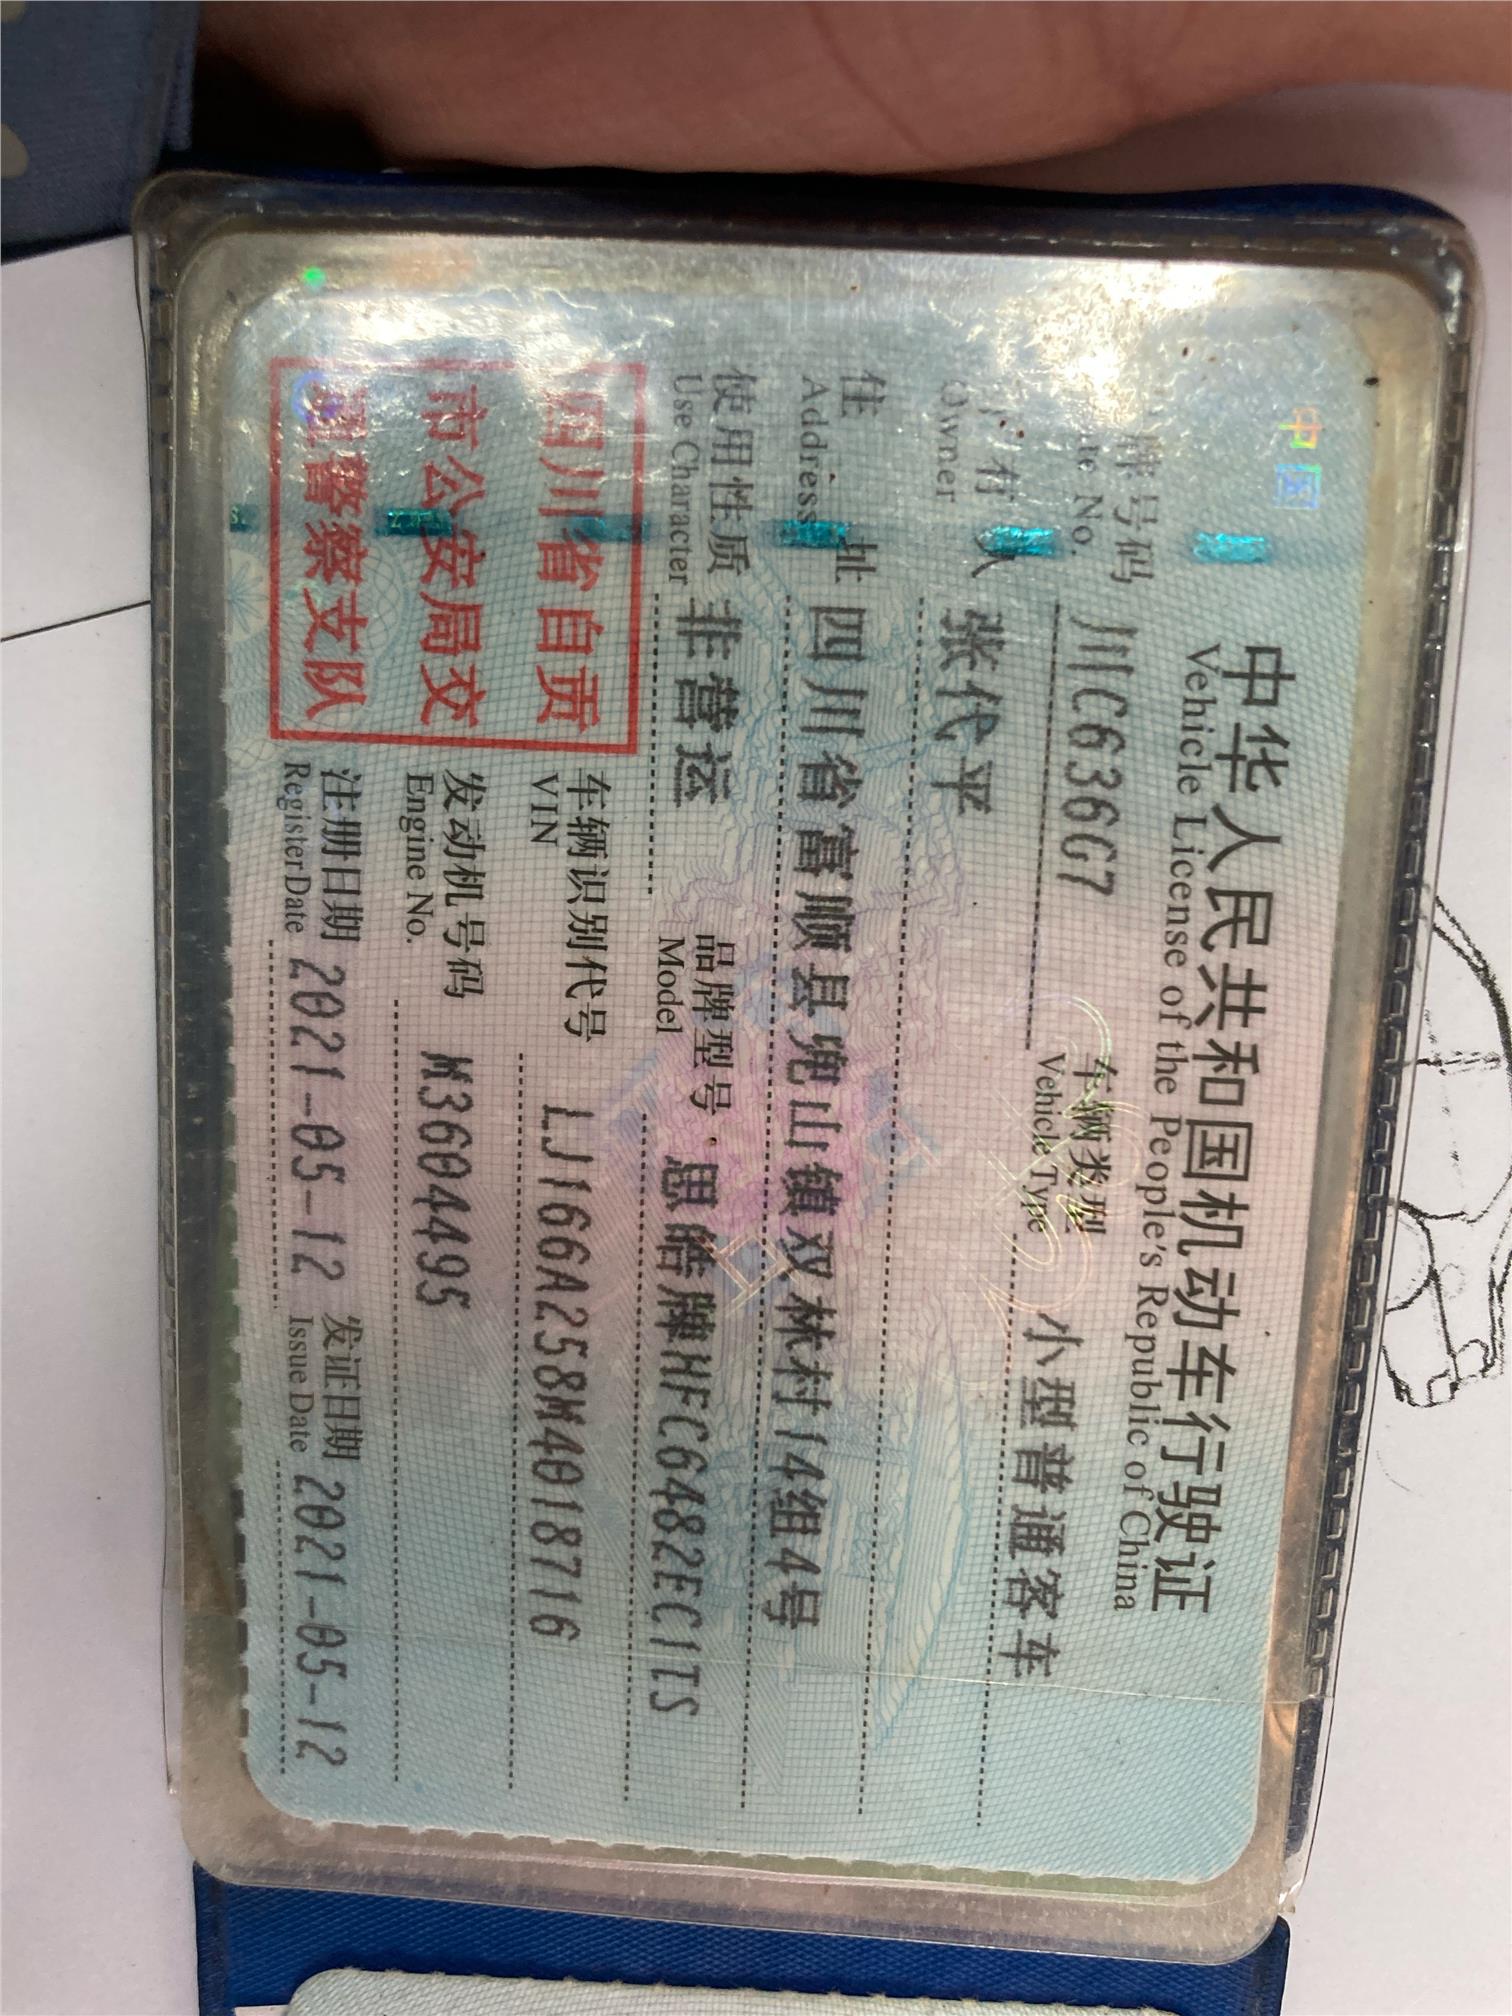 中国
中华人民共和国机动车行驶证
Vehicle License of the People's Republic of China
牌号码 川C636G7 车辆类型 小型普通客车
No. Vehicle Type
有人 张代平
Owner
住址 四川省富顺县兜山镇双林村14组4号
Address
使用性质 非营运 品牌型号 思皓牌HFC6482EC1TS
Use Character Model
四川省自贡
市公安局交
通警察支队
车辆识别代号 LJ166A258M4018716
VIN
发动机号码 M3604495
Engine No.
注册日期 2021-05-12 发证日期 2021-05-12
Register Date Issue Date